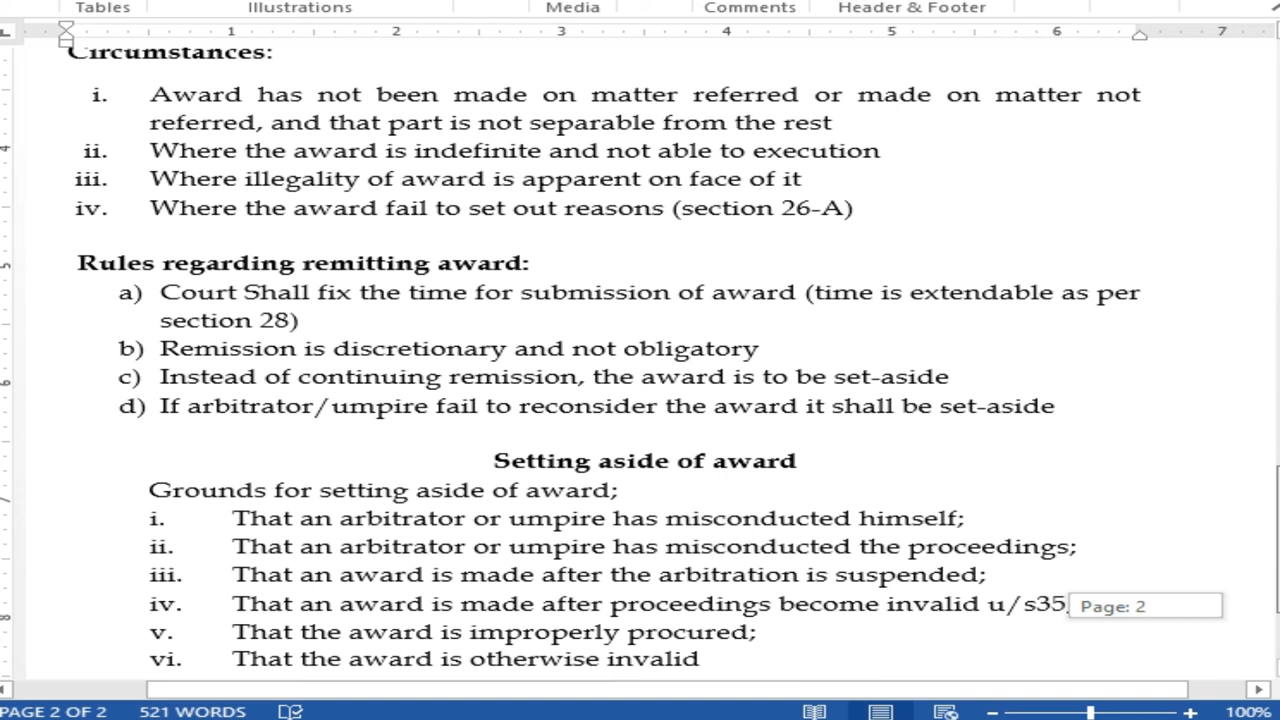 Tables Illustrations Media Comments Header & Footer
1 2 3 4 5 6 7
Circumstances:
i. Award has not been made on matter referred or made on matter not
referred, and that part is not separable from the rest
ii. Where the award is indefinite and not able to execution
iii. Where illegality of award is apparent on face of it
iv. Where the award fail to set out reasons (section 26-A)
Rules regarding remitting award:
a) Court Shall fix the time for submission of award (time is extendable as per
section 28)
b) Remission is discretionary and not obligatory
c) Instead of continuing remission, the award is to be set-aside
d) If arbitrator/umpire fail to reconsider the award it shall be set-aside
Setting aside of award
Grounds for setting aside of award;
i. That an arbitrator or umpire has misconducted himself;
ii. That an arbitrator or umpire has misconducted the proceedings;
iii. That an award is made after the arbitration is suspended;
iv. That an award is made after proceedings become invalid u/s35
Page: 2
v. That the award is improperly procured;
vi. That the award is otherwise invalid
PAGE 2 OF 2 521 WORDS 100%